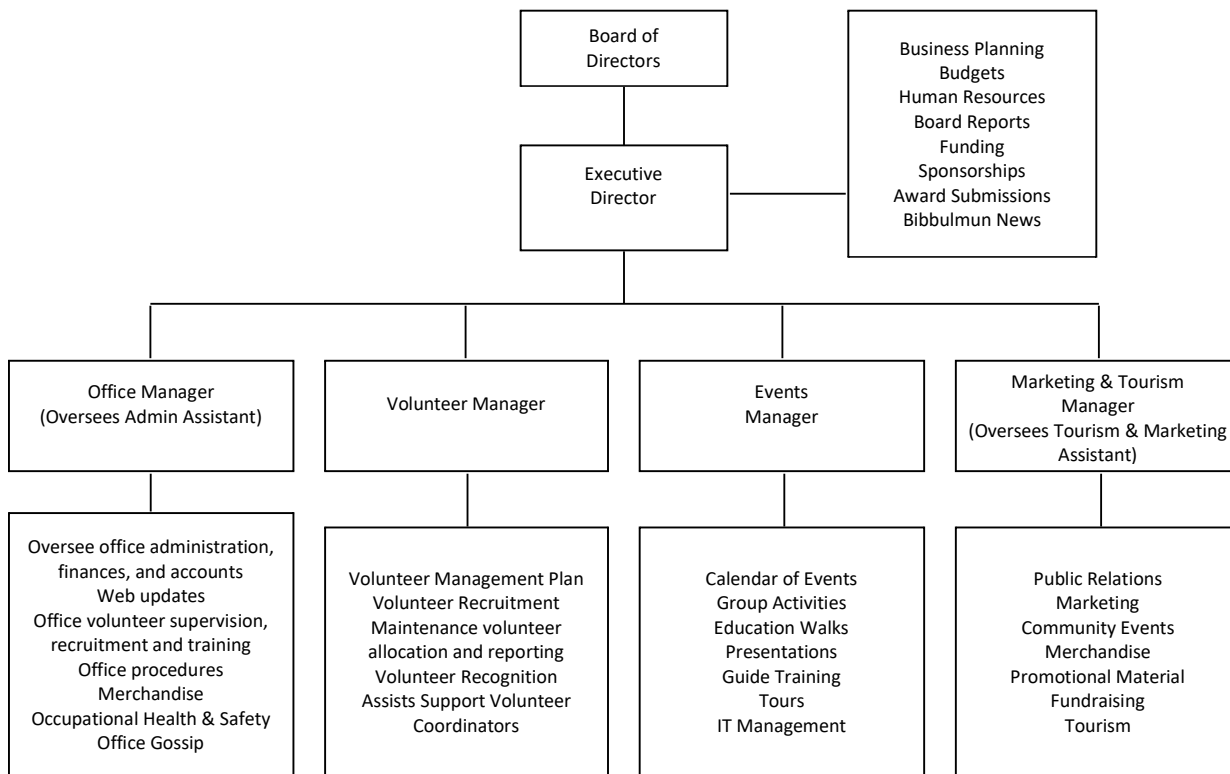 Board of
Directors
Business Planning
Budgets
Human Resources
Board Reports
Funding
Sponsorships
Award Submissions
Bibbulmun News
Executive
Director
Office Manager
(Oversees Admin Assistant)
Volunteer Manager
Events
Manager
Marketing & Tourism
Manager
(Oversees Tourism & Marketing
Assistant)
Oversee office administration,
finances, and accounts
Web updates
Office volunteer supervision,
recruitment and training
Office procedures
Merchandise
Occupational Health & Safety
Office Gossip
Volunteer Management Plan
Volunteer Recruitment
Maintenance volunteer
allocation and reporting
Volunteer Recognition
Assists Support Volunteer
Coordinators
Calendar of Events
Group Activities
Education Walks
Presentations
Guide Training
Tours
IT Management
Public Relations
Marketing
Community Events
Merchandise
Promotional Material
Fundraising
Tourism